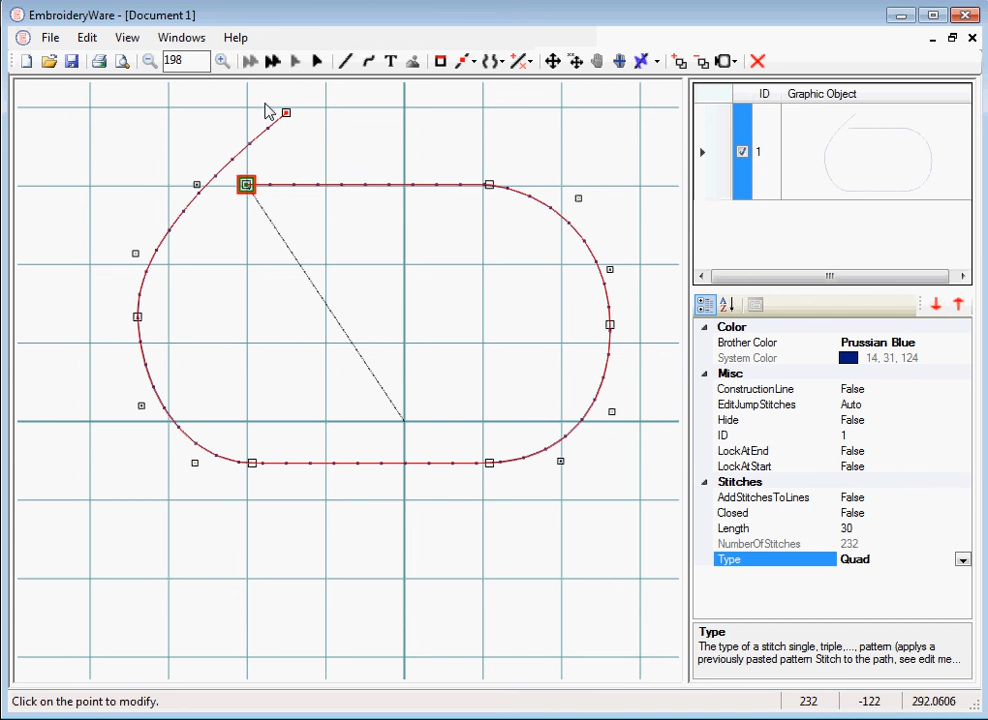 EmbroideryWare - [Document 1]
File Edit View Windows Help
198
ID Graphic Object
1
Color
Brother Color Prussian Blue
System Color 14, 31, 124
Misc
ConstructionLine False
EditJumpStitches Auto
Hide False
ID 1
LockAtEnd False
LockAtStart False
Stitches
AddStitchesToLines False
Closed False
Length 30
NumberOfStitches 232
Type Quad
Type
The type of a stitch single, triple,..., pattern (applies a
previously pasted pattern Stitch to the path, see edit me...
Click on the point to modify. 232 -122 292.0606